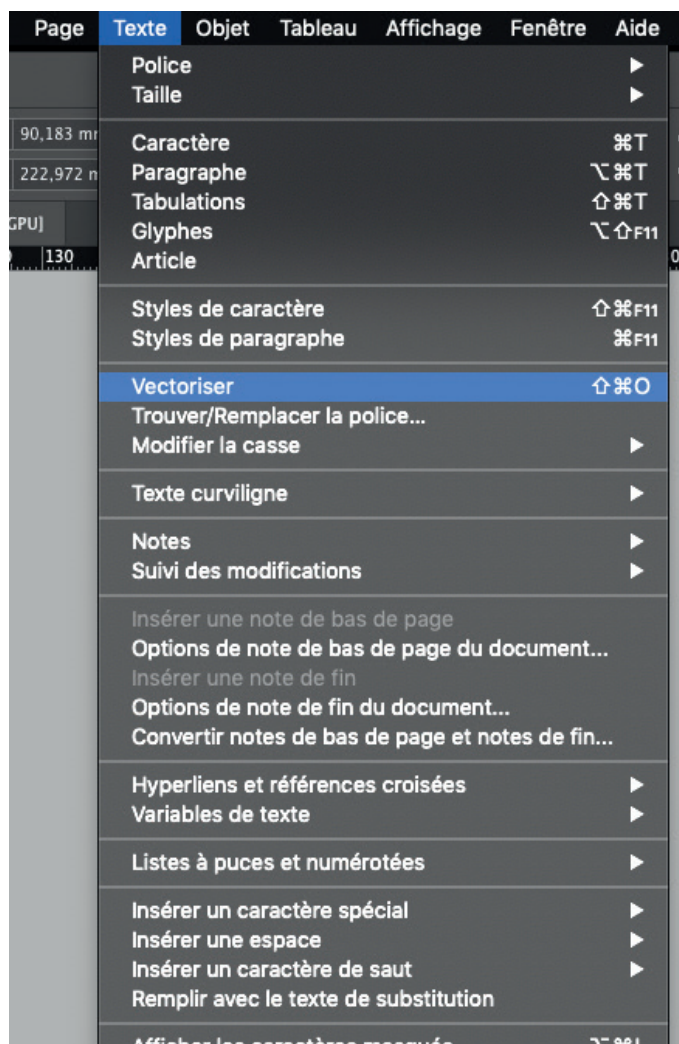 Page Texte Objet Tableau Affichage Fenêtre Aide
Police ▶
Taille ▶
90,183 mm
Caractère ⌘T
222,972 m
Paragraphe ⌥⌘T
Tabulations ⇧⌘T
GPU]
Glyphes ⌥⇧F11
130
Article
Styles de caractère ⇧⌘F11
Styles de paragraphe ⌘F11
Vectoriser ⇧⌘O
Trouver/Remplacer la police...
Modifier la casse ▶
Texte curviligne ▶
Notes ▶
Suivi des modifications ▶
Insérer une note de bas de page
Options de note de bas de page du document...
Insérer une note de fin
Options de note de fin du document...
Convertir notes de bas de page et notes de fin...
Hyperliens et références croisées ▶
Variables de texte ▶
Listes à puces et numérotées ▶
Insérer un caractère spécial ▶
Insérer une espace ▶
Insérer un caractère de saut ▶
Remplir avec le texte de substitution